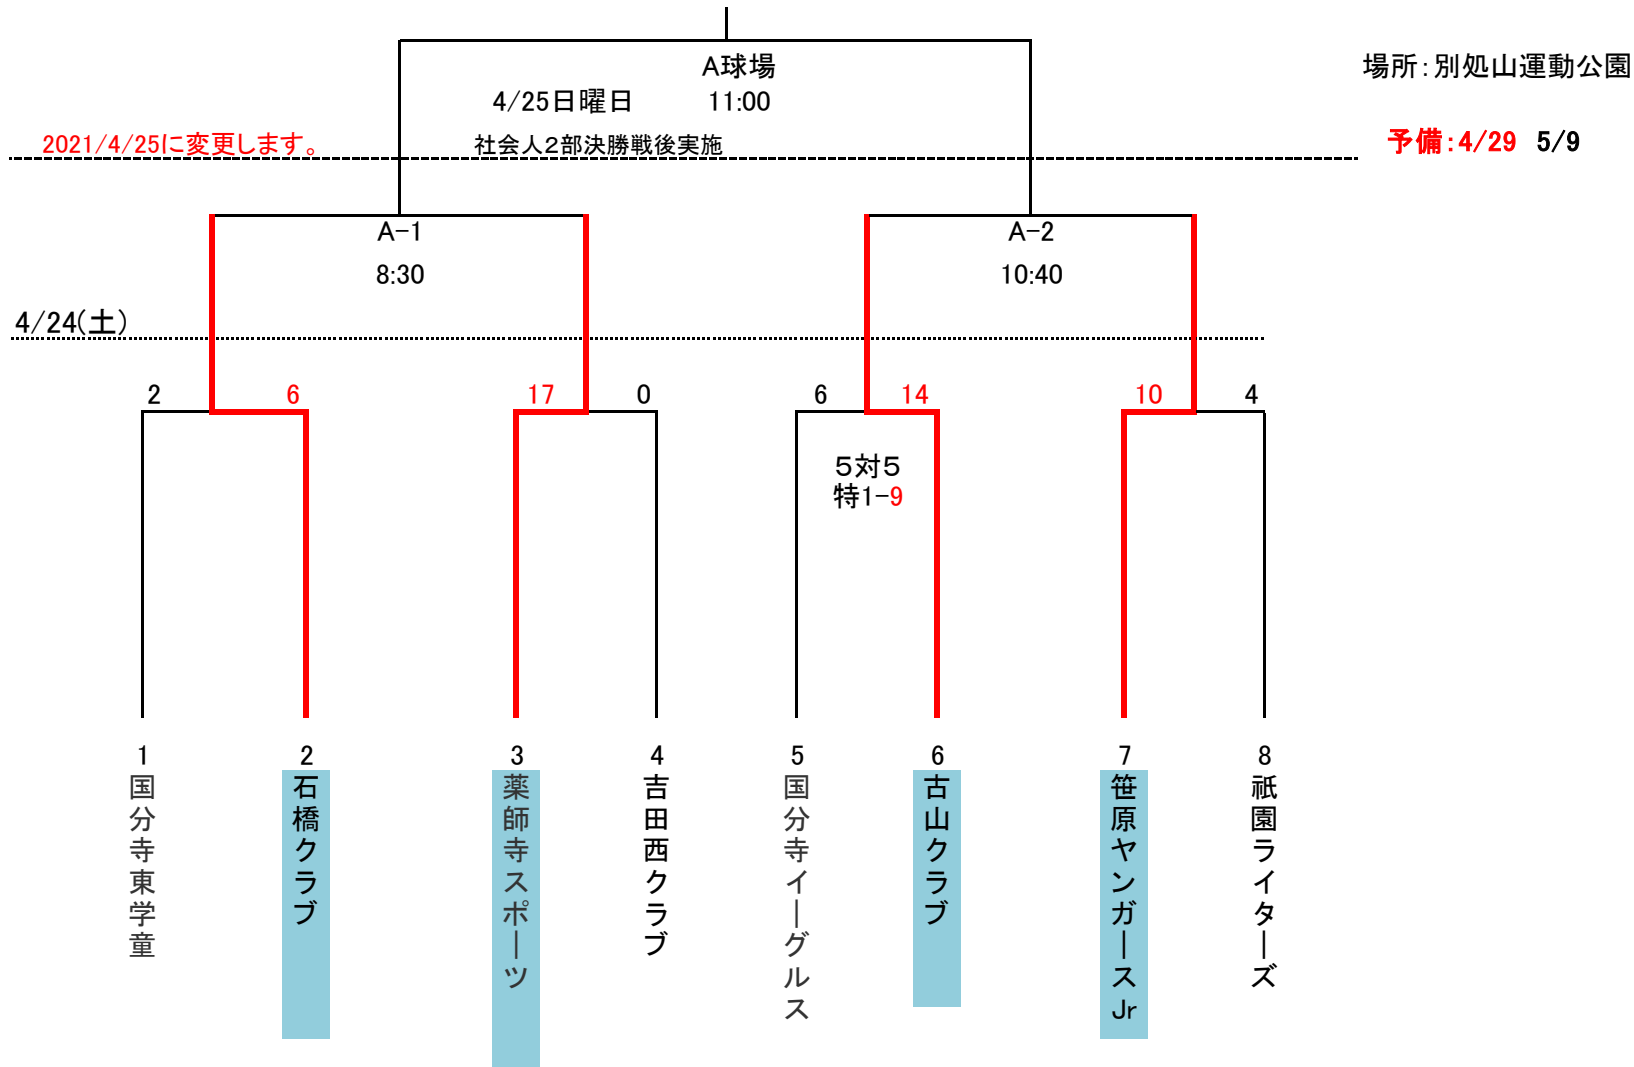 A球場
場所：別処山運動公園
4/25日曜日 11:00
2021/4/25に変更します。
社会人2部決勝戦後実施
予備：4/29 5/9
A-1
A-2
8:30
10:40
4/24(土)
2 6 17 0 6 14 10 4
５対５
特1-9
1 2 3 4 5 6 7 8
国分寺東学童
石橋クラブ
薬師寺スポーツ
吉田西クラブ
国分寺イーグルス
古山クラブ
笹原ヤンガースJr
祇園ライターズ